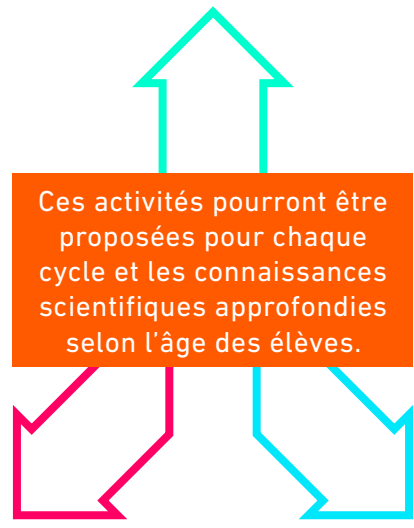 Ces activités pourront être
proposées pour chaque
cycle et les connaissances
scientifiques approfondies
selon l'âge des élèves.